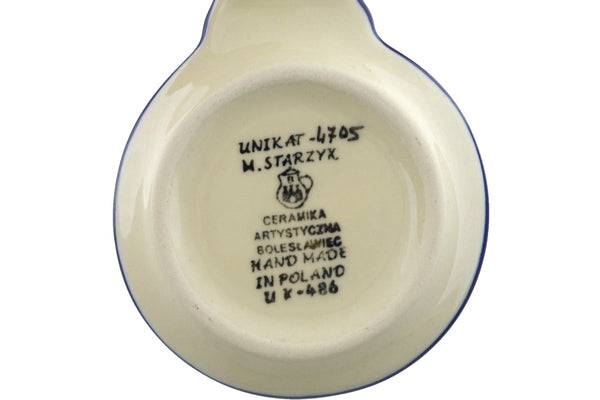 UNIKAT-4705
M. STARZYK
CERAMIKA
ARTYSTYCZNA
BOLESŁAWIEC
HAND MADE
IN POLAND
U X-486